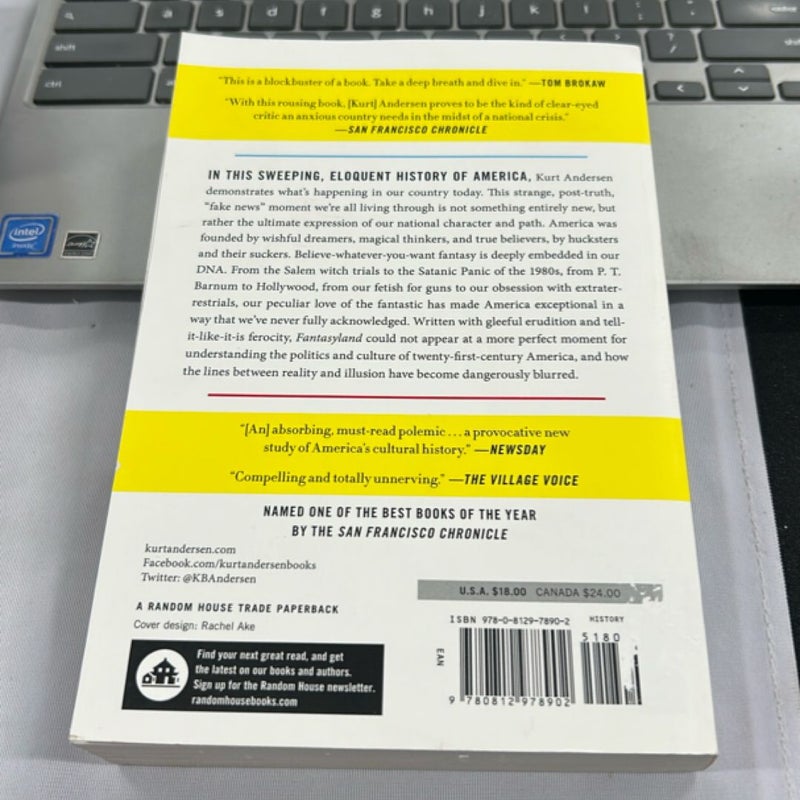 a s d f g h j k l
shift
shift
ctrl
intel
inside
"This is a blockbuster of a book. Take a deep breath and dive in." —TOM BROKAW
"With this rousing book, [Kurt] Andersen proves to be the kind of clear-eyed
critic an anxious country needs in the midst of a national crisis."
—SAN FRANCISCO CHRONICLE
IN THIS SWEEPING, ELOQUENT HISTORY OF AMERICA, Kurt Andersen
demonstrates what's happening in our country today. This strange, post-truth,
"fake news" moment we're all living through is not something entirely new, but
rather the ultimate expression of our national character and path. America was
founded by wishful dreamers, magical thinkers, and true believers, by hucksters
and their suckers. Believe-whatever-you-want fantasy is deeply embedded in our
DNA. From the Salem witch trials to the Satanic Panic of the 1980s, from P. T.
Barnum to Hollywood, from our fetish for guns to our obsession with extrater-
restrials, our peculiar love of the fantastic has made America exceptional in a
way that we've never fully acknowledged. Written with gleeful erudition and tell-
it-like-it-is ferocity, Fantasyland could not appear at a more perfect moment for
understanding the politics and culture of twenty-first-century America, and how
the lines between reality and illusion have become dangerously blurred.
"[An] absorbing, must-read polemic . . . a provocative new
study of America's cultural history." —NEWSDAY
"Compelling and totally unnerving." —THE VILLAGE VOICE
NAMED ONE OF THE BEST BOOKS OF THE YEAR
BY THE SAN FRANCISCO CHRONICLE
kurtandersen.com
Facebook.com/kurtandersenbooks
Twitter: @KBAndersen
A RANDOM HOUSE TRADE PAPERBACK
Cover design: Rachel Ake
Find your next great read, and get
the latest on our books and authors.
Sign up for the Random House newsletter.
randomhousebooks.com
U.S.A. $18.00 CANADA $24.00
ISBN 978-0-8129-7890-2 HISTORY
5 1 8 0
EAN
9 780812 978902